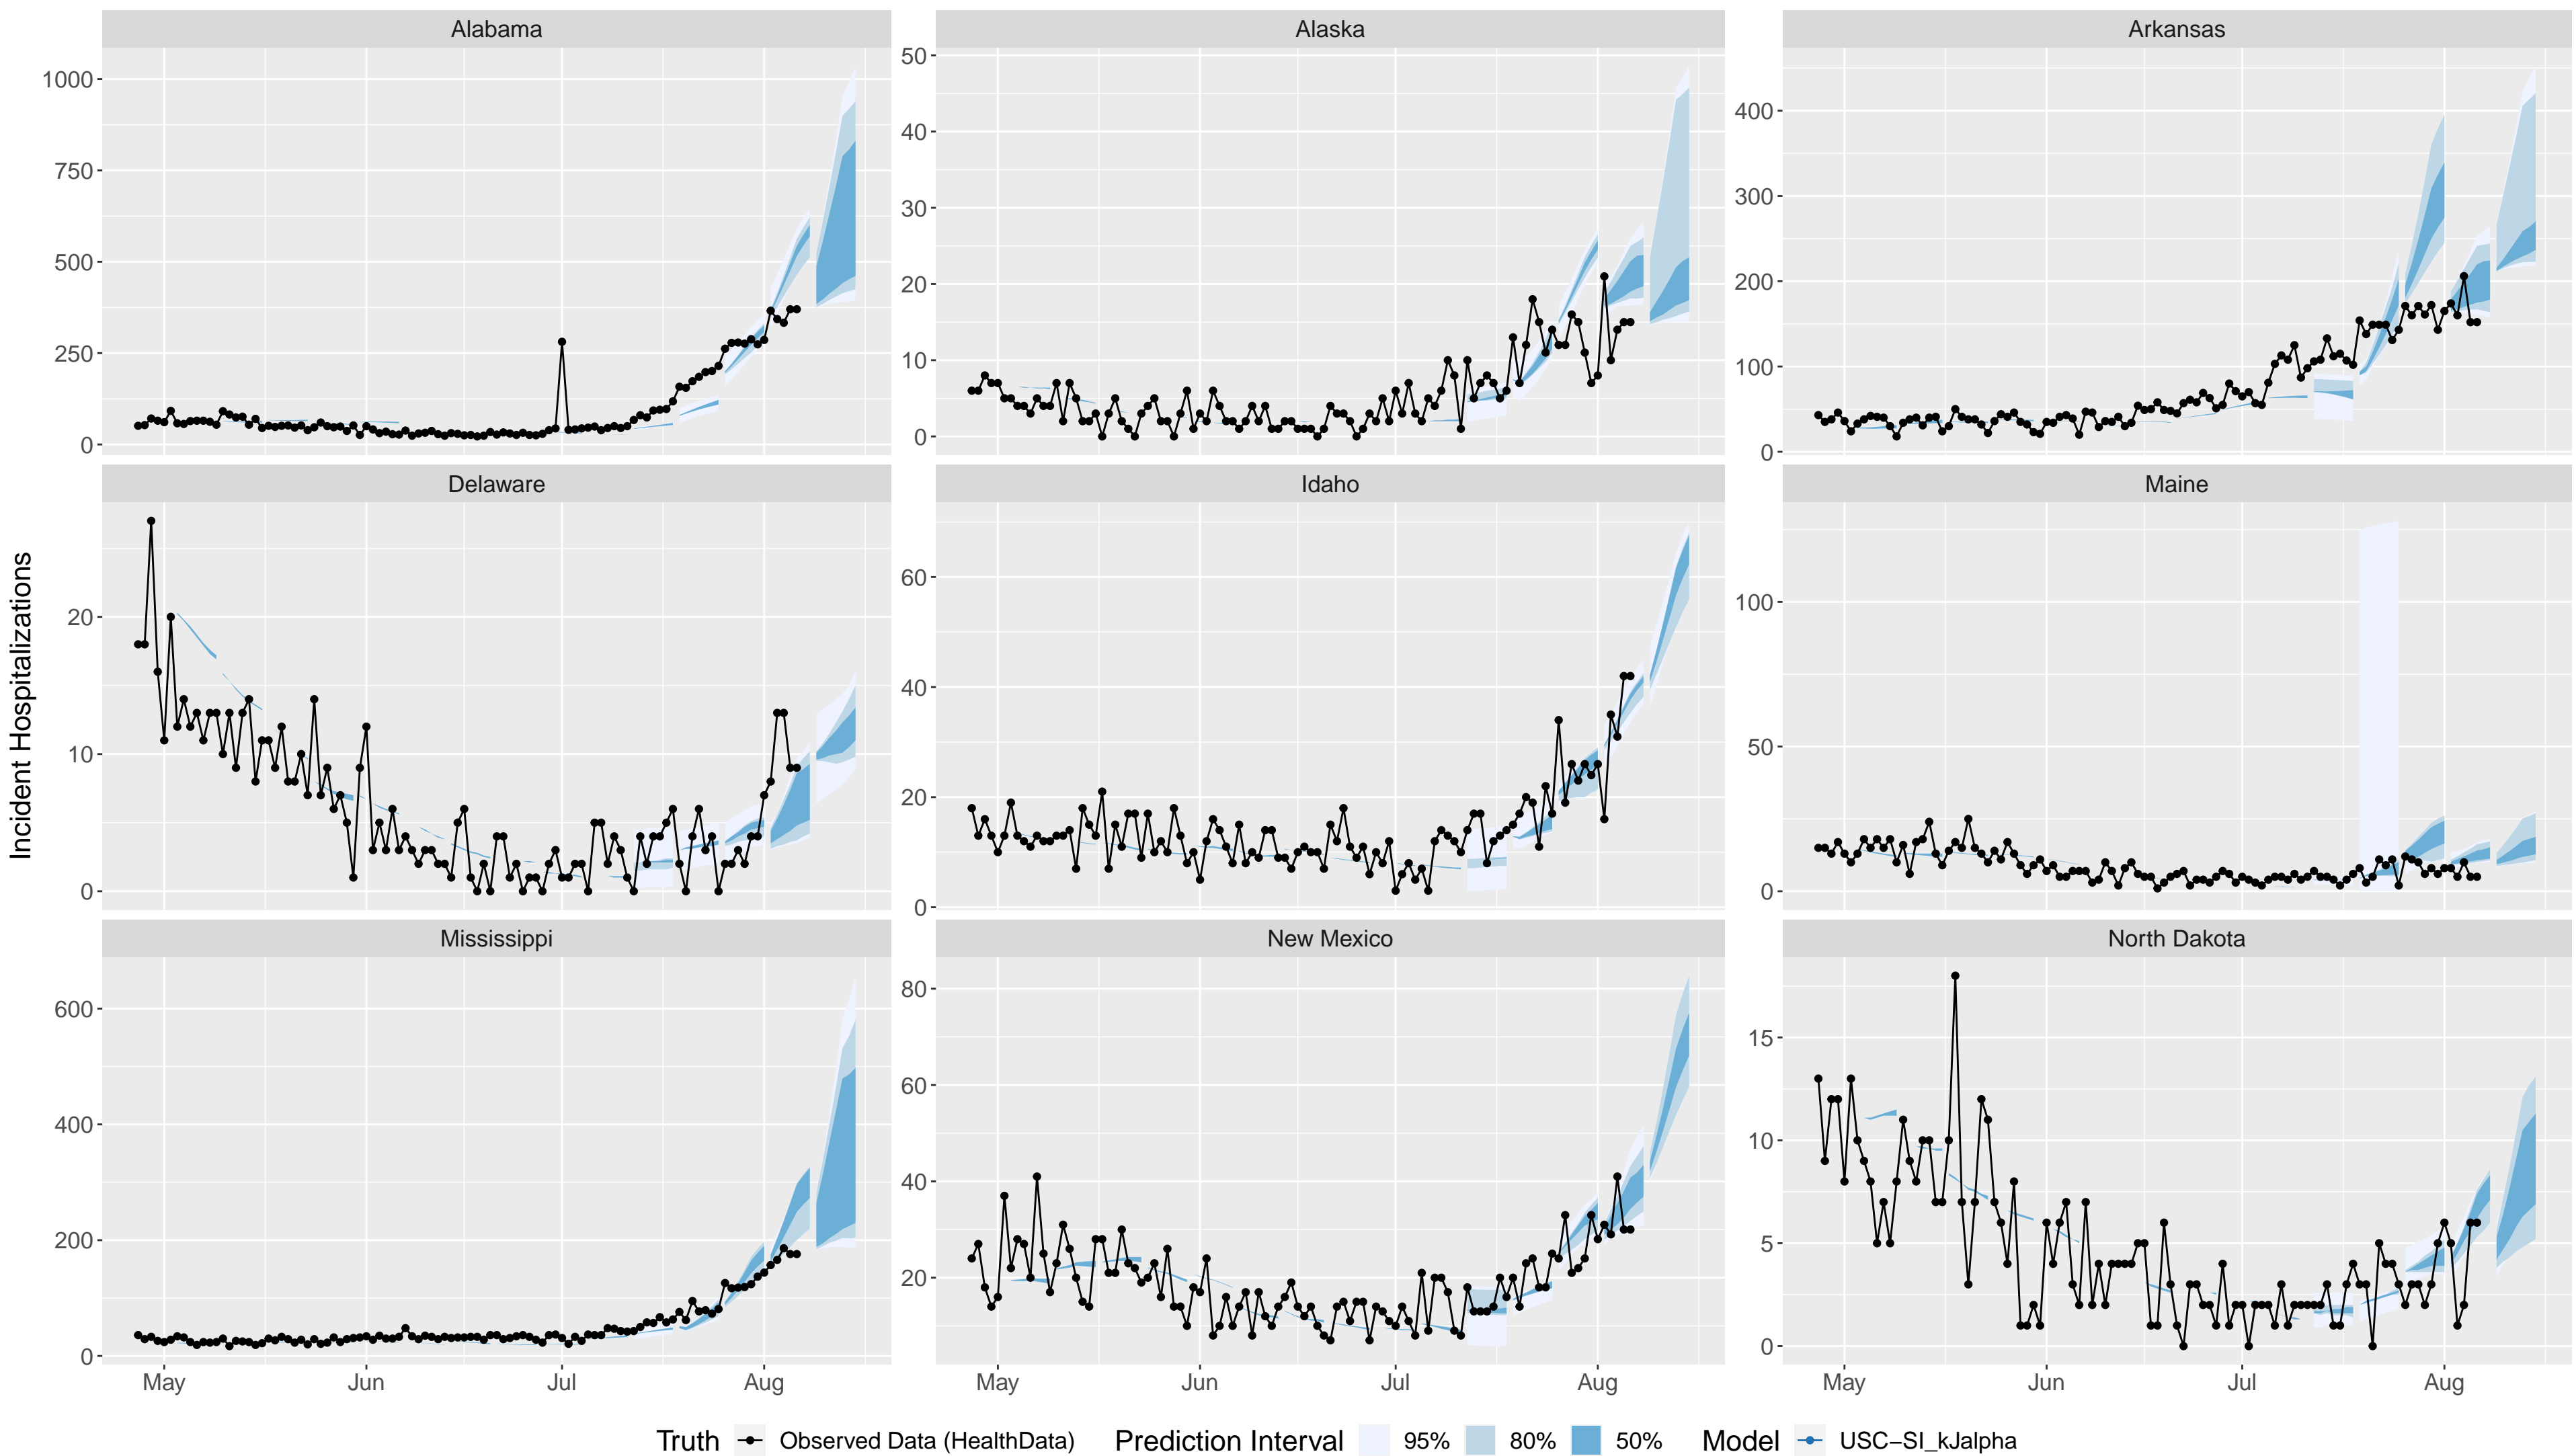 Alabama Alaska Arkansas
1000 750 500 250 0
50 40 30 20 10 0
400 300 200 100 0
Delaware Idaho Maine
20 10 0
60 40 20 0
100 50 0
Incident Hospitalizations
Mississippi New Mexico North Dakota
600 400 200 0
80 60 40 20
15 10 5 0
May Jun Jul Aug May Jun Jul Aug May Jun Jul Aug
Truth Observed Data (HealthData) Prediction Interval 95% 80% 50% Model USC−SI_kJalpha